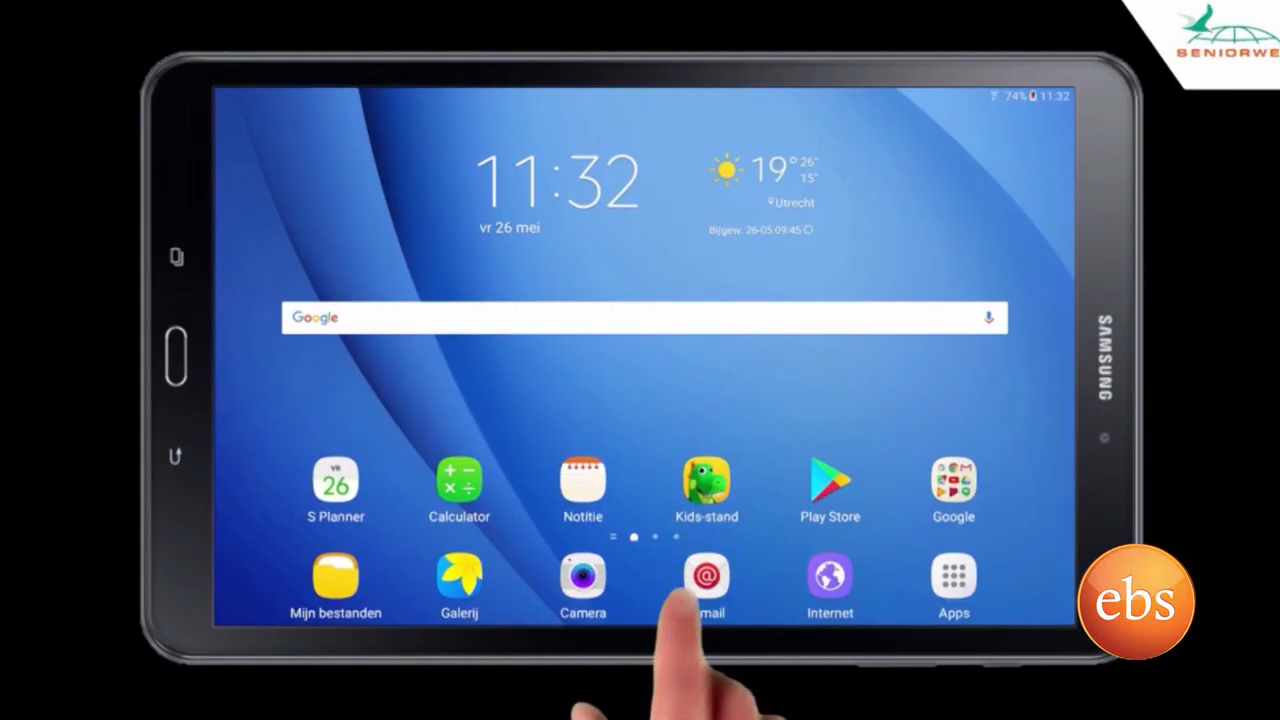 SENIORWE
74% 11:32
11:32
vr 26 mei
19° 26°
15°
Utrecht
Bijgew. 26-05 09:45
Google
SAMSUNG
VR
26
S Planner
Calculator
Notitie
Kids-stand
Play Store
Google
Mijn bestanden
Galerij
Camera
mail
Internet
Apps
ebs